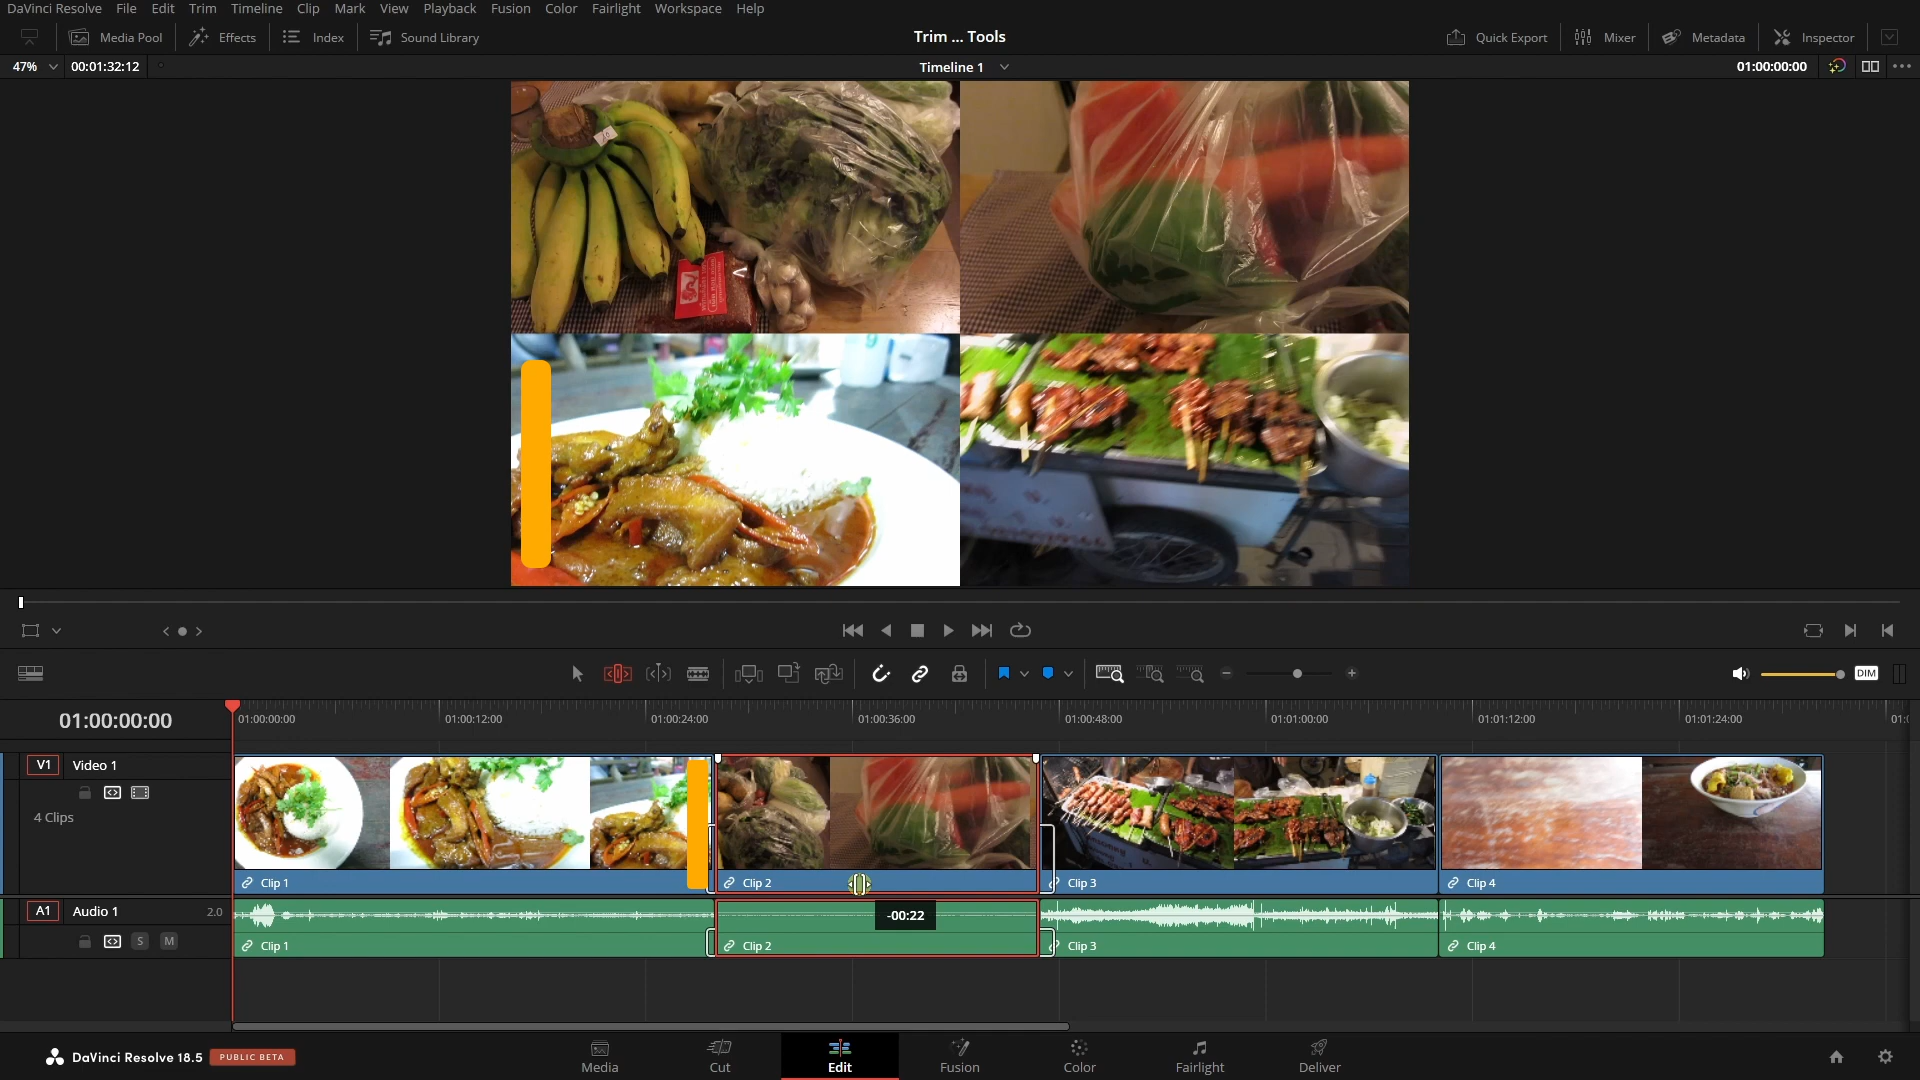 DaVinci Resolve File Edit Trim Timeline Clip Mark View Playback Fusion Color Fairlight Workspace Help
Media Pool Effects Index Sound Library Trim ... Tools Quick Export Mixer Metadata Inspector
47% 00:01:32:12 Timeline 1 01:00:00:00
DIM
01:00:00:00 01:00:00:00 01:00:12:00 01:00:24:00 01:00:36:00 01:00:48:00 01:01:00:00 01:01:12:00 01:01:24:00
V1 Video 1
4 Clips
Clip 1 Clip 2 Clip 3 Clip 4
A1 Audio 1 2.0 -00:22
S M Clip 1 Clip 2 Clip 3 Clip 4
DaVinci Resolve 18.5 PUBLIC BETA Media Cut Edit Fusion Color Fairlight Deliver